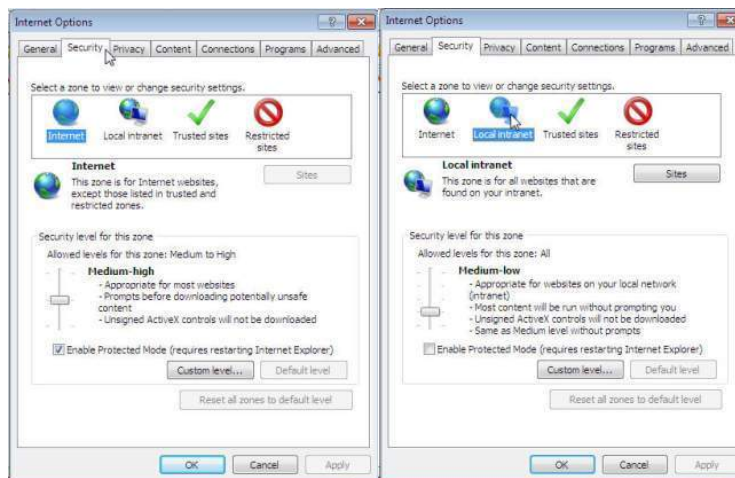 Internet Options
General Security Privacy Content Connections Programs Advanced
Select a zone to view or change security settings.
Internet Local intranet Trusted sites Restricted
sites
Internet
Sites
This zone is for Internet websites,
except those listed in trusted and
restricted zones.
Security level for this zone
Allowed levels for this zone: Medium to High
Medium-high
- Appropriate for most websites
- Prompts before downloading potentially unsafe
content
- Unsigned ActiveX controls will not be downloaded
Enable Protected Mode (requires restarting Internet Explorer)
Custom level... Default level
Reset all zones to default level
OK Cancel Apply
Internet Options
General Security Privacy Content Connections Programs Advanced
Select a zone to view or change security settings.
Internet Local intranet Trusted sites Restricted
sites
Local intranet
Sites
This zone is for all websites that are
found on your intranet.
Security level for this zone
Allowed levels for this zone: All
Medium-low
- Appropriate for websites on your local network
(intranet)
- Most content will be run without prompting you
- Unsigned ActiveX controls will not be downloaded
- Same as Medium level without prompts
Enable Protected Mode (requires restarting Internet Explorer)
Custom level... Default level
Reset all zones to default level
OK Cancel Apply